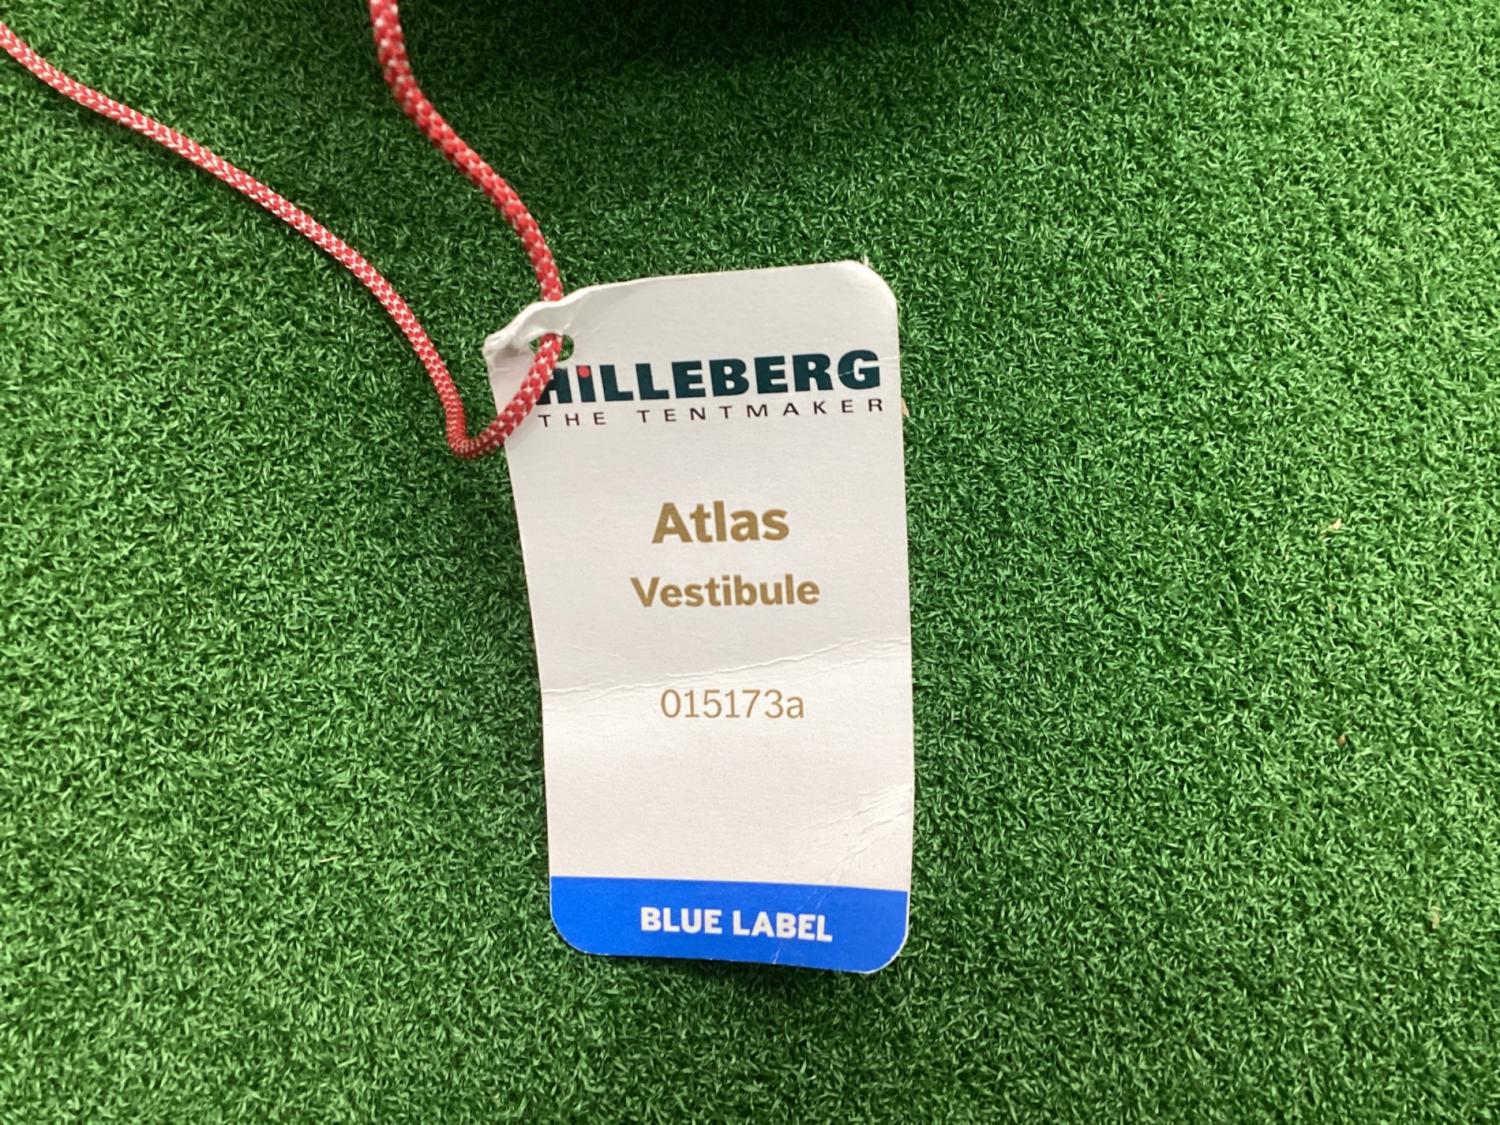 HILLEBERG
THE TENTMAKER
Atlas
Vestibule
015173a
BLUE LABEL